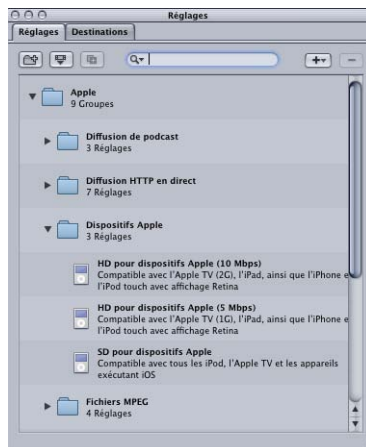 Réglages
Réglages Destinations
Apple
9 Groupes
Diffusion de podcast
3 Réglages
Diffusion HTTP en direct
7 Réglages
Dispositifs Apple
3 Réglages
HD pour dispositifs Apple (10 Mbps)
Compatible avec l'Apple TV (2G), l'iPad, ainsi que l'iPhone e
l'iPod touch avec affichage Retina
HD pour dispositifs Apple (5 Mbps)
Compatible avec l'Apple TV (1G), l'iPad, ainsi que l'iPhone e
l'iPod touch avec affichage Retina
SD pour dispositifs Apple
Compatible avec tous les iPod, l'Apple TV et les appareils
exécutant iOS
Fichiers MPEG
4 Réglages